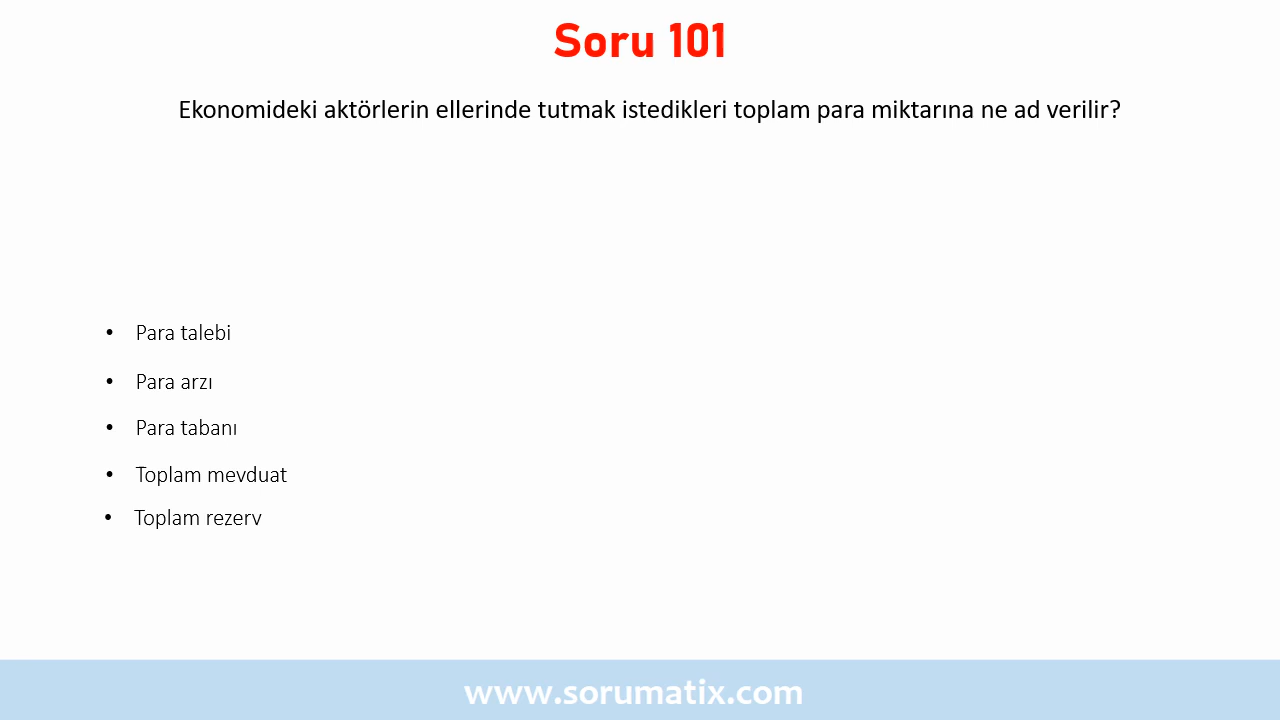 Soru 101
Ekonomideki aktörlerin ellerinde tutmak istedikleri toplam para miktarına ne ad verilir?
• Para talebi
• Para arzı
• Para tabanı
• Toplam mevduat
• Toplam rezerv
www.sorumatix.com